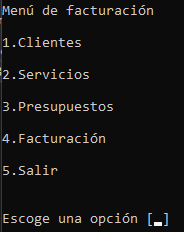 Menú de facturación
1.Clientes
2.Servicios
3.Presupuestos
4.Facturación
5.Salir
Escoge una opción [_]